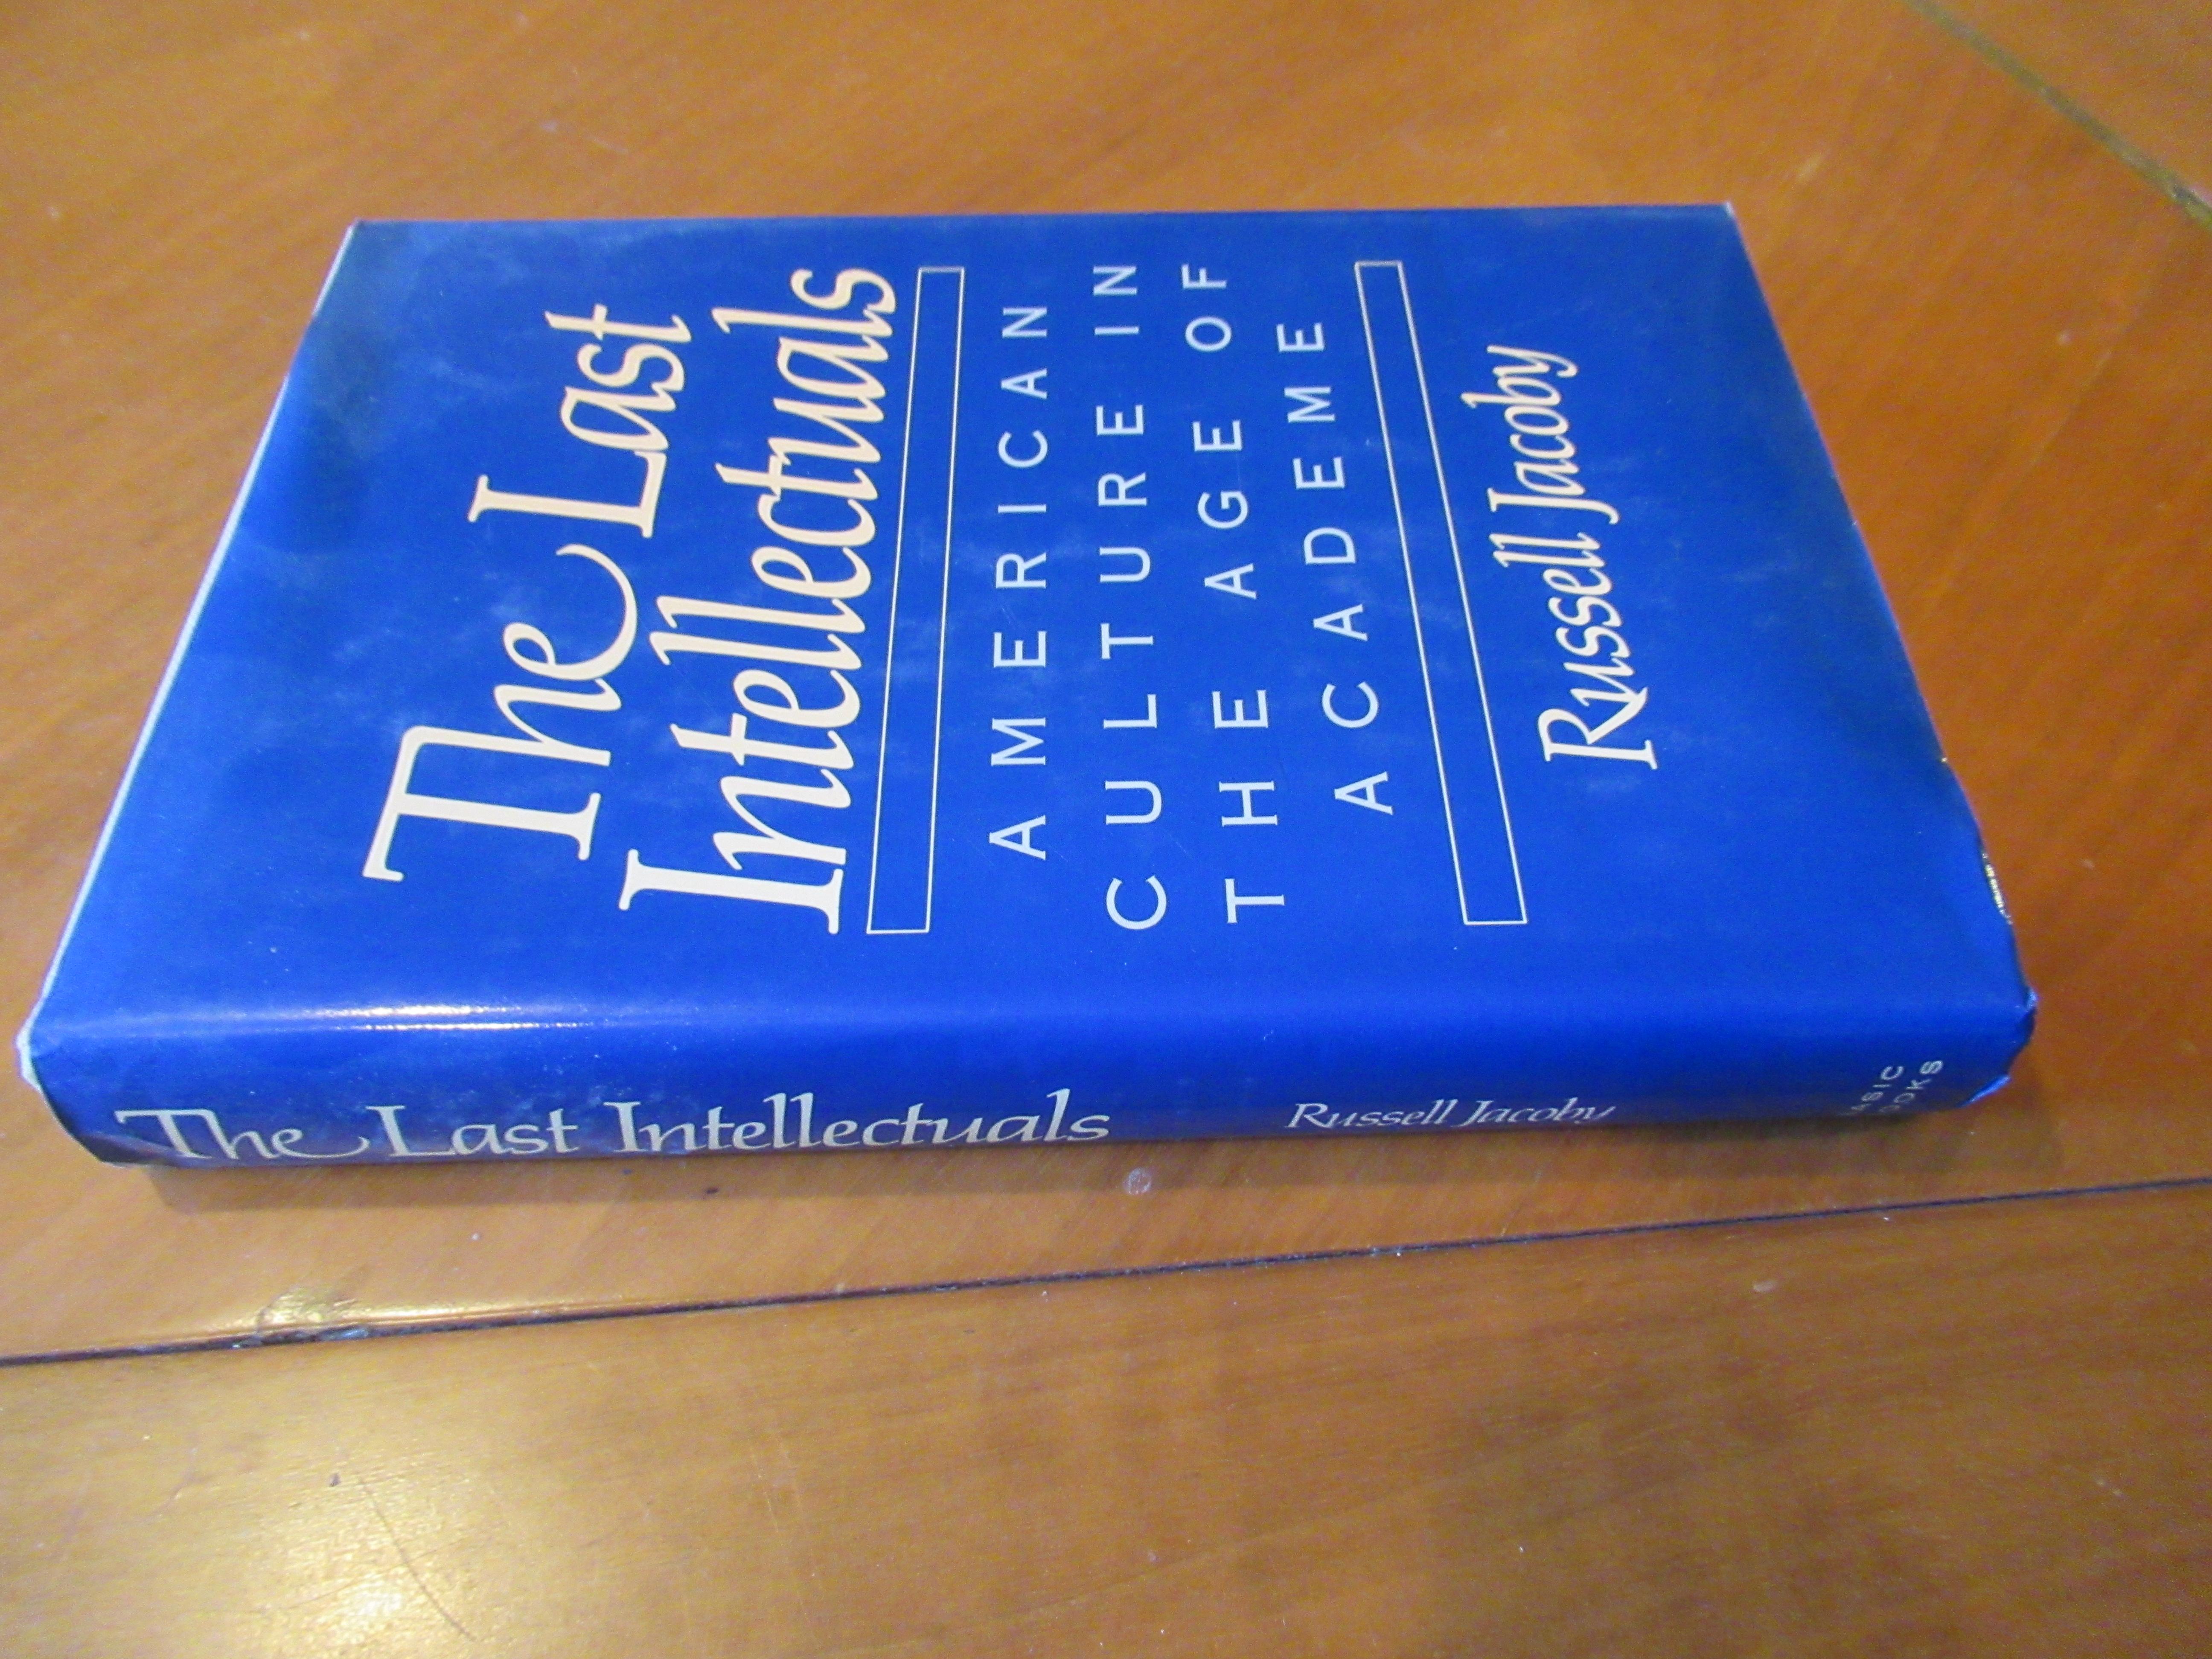 The Last
Intellectuals
AMERICAN
CULTURE IN
THE AGE OF
ACADEME
Russell Jacoby
The Last Intellectuals
Russell Jacoby